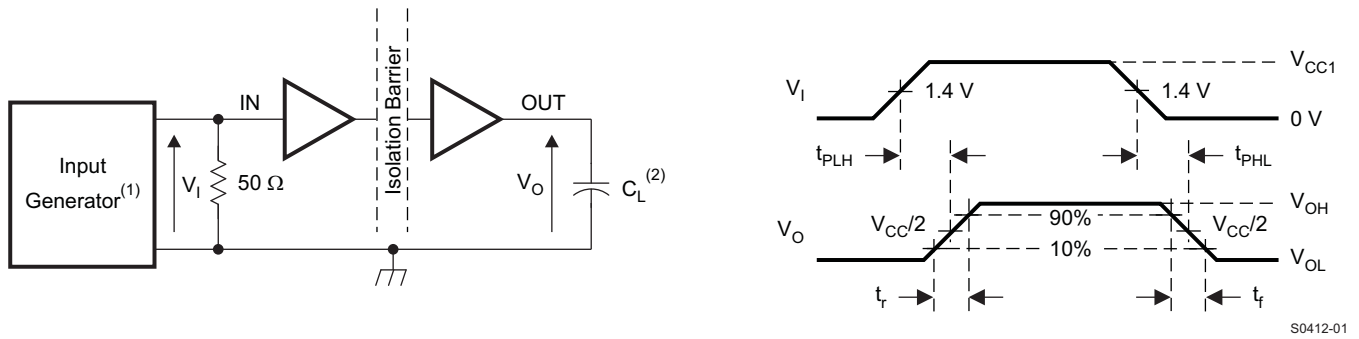 Input
Generator(1)
IN
VI
50 Ω
Isolation Barrier
OUT
VO
CL(2)
VI
1.4 V
1.4 V
VCC1
0 V
tPLH
tPHL
VO
VCC/2
90%
10%
VCC/2
VOH
VOL
tr
tf
S0412-01